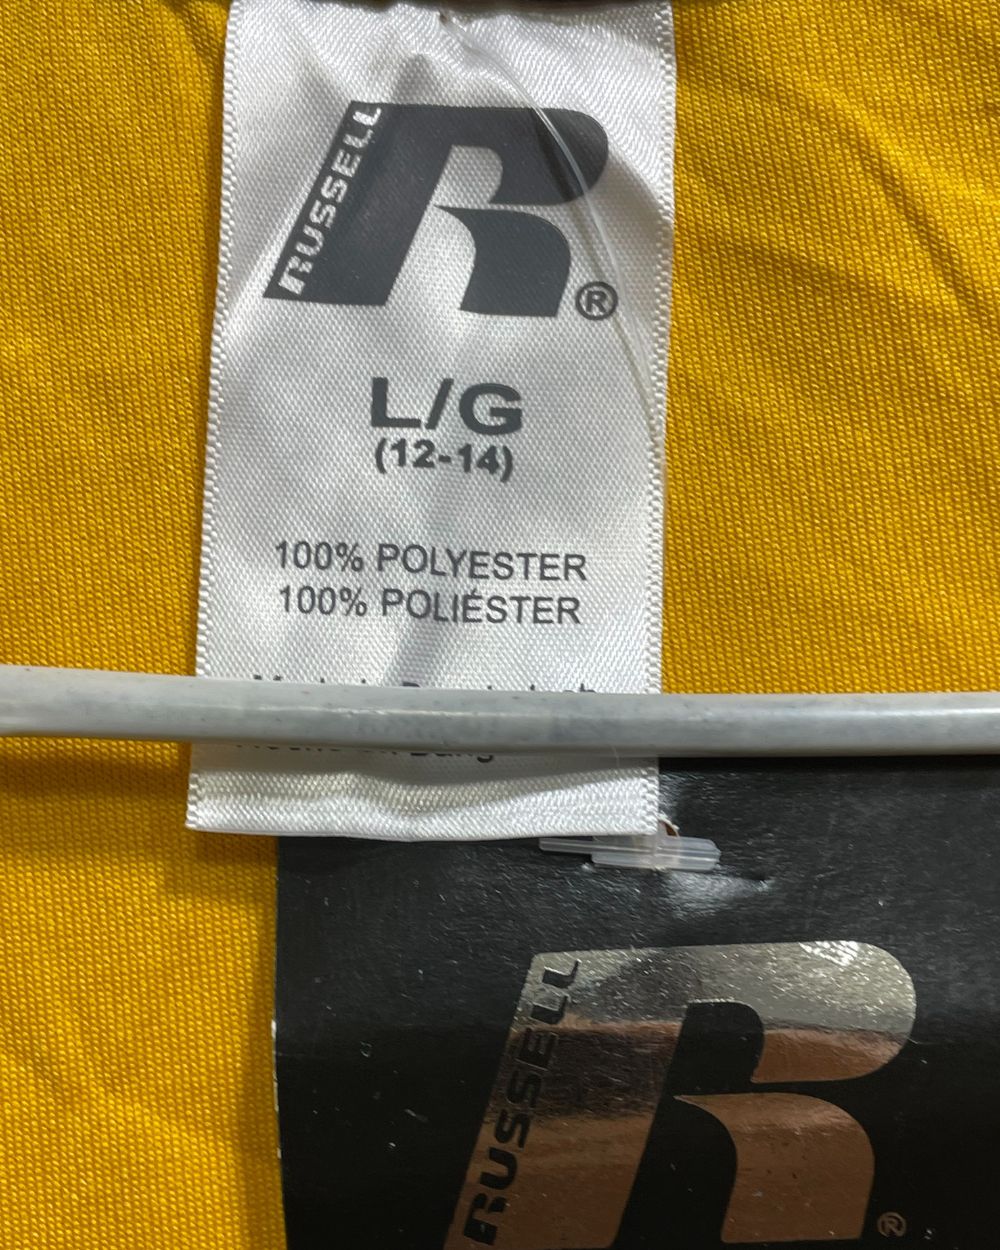 RUSSELL
R®
L/G
(12-14)
100% POLYESTER
100% POLIÉSTER
RUSSELL
R®